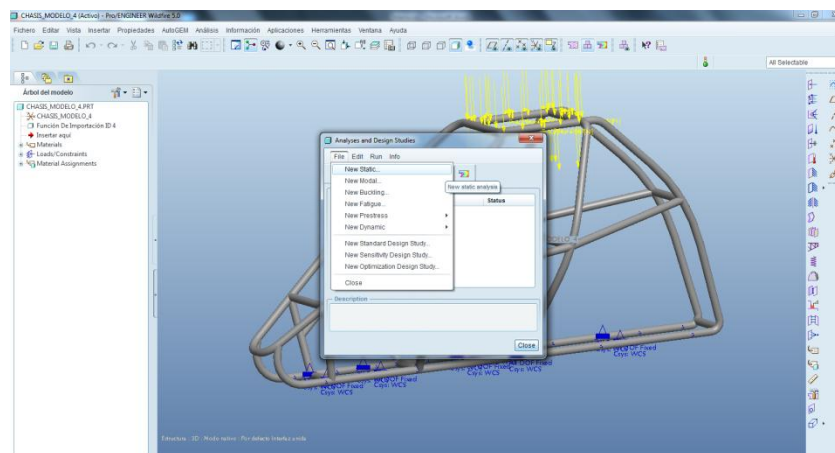 CHASIS_MODELO_4 (Activo) - Pro/ENGINEER Wildfire 5.0
Fichero Editar Vista Insertar Propiedades AutoGEM Análisis Información Aplicaciones Herramientas Ventana Ayuda
All Selectable
Árbol del modelo
CHASIS_MODELO_4.PRT
CHASIS_MODELO_4
Función De Importación ID 4
Insertar aquí
Materials
Loads/Constraints
Material Assignments
Analyses and Design Studies
File Edit Run Info
New Static...
New Modal...
New Buckling...
New Fatigue...
New Prestress
New Dynamic
New Standard Design Study...
New Sensitivity Design Study...
New Optimization Design Study...
Close
New static analysis
Status
Description
Close
Fixed
Csys: WCS
Fixed
Csys: WCS